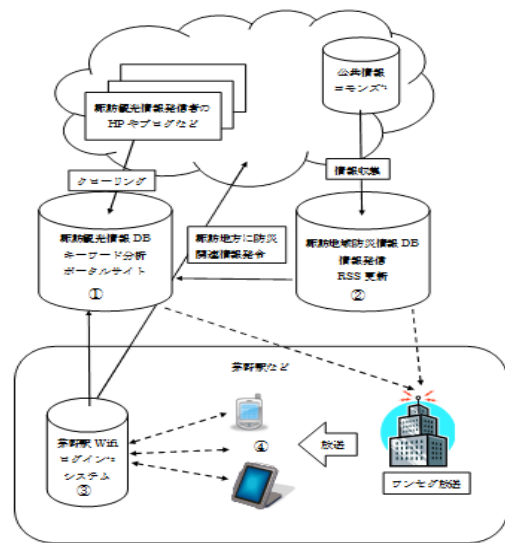 諏訪観光情報発信者の
HPやブログなど
公共情報
コモンズ*¹
クローリング
情報収集
諏訪観光情報DB
キーワード分析
ポータルサイト
①
諏訪地方に防災
関連情報発令
諏訪地域防災情報DB
情報発信
RSS更新
②
茅野駅など
茅野駅Wifi
ログイン*²
システム
③
④
放送
ワンセグ放送